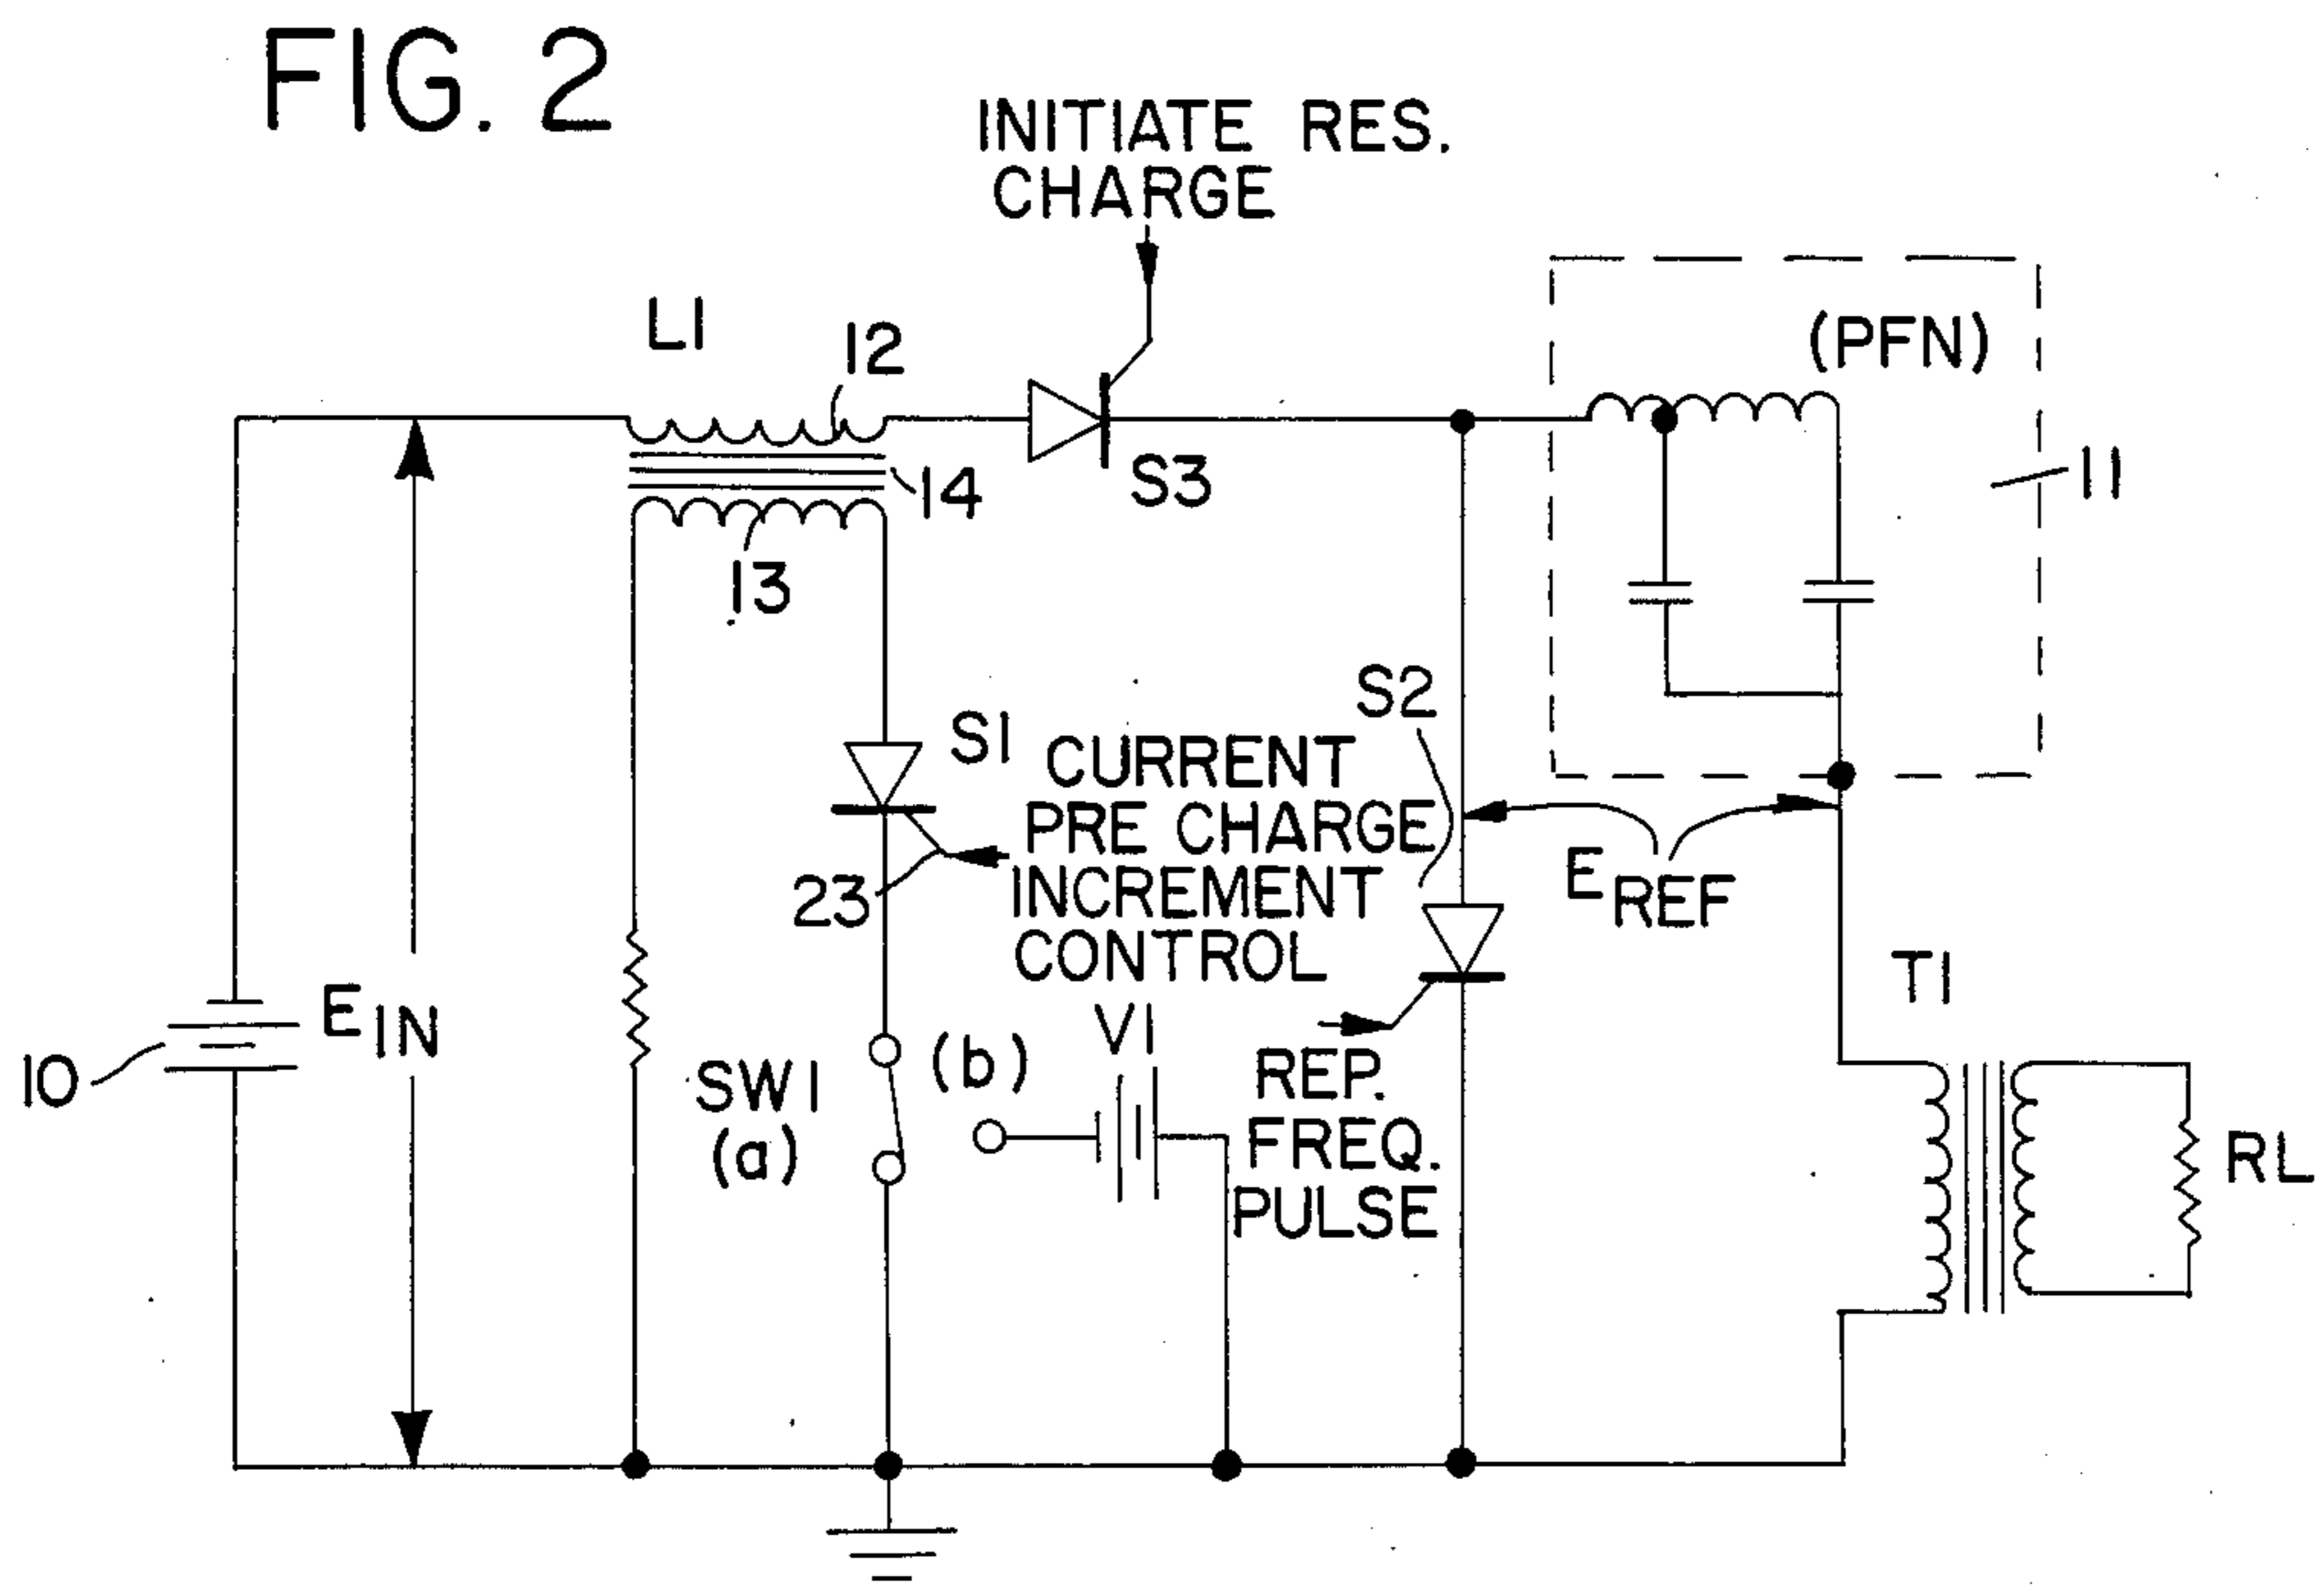 FIG. 2
INITIATE RES.
CHARGE
L1
12
(PFN)
14
S3
11
13
S2
S1
CURRENT
PRE CHARGE
INCREMENT
CONTROL
23
E REF
E IN
10
T1
V1
SW1
(a)
(b)
REP.
FREQ.
PULSE
RL